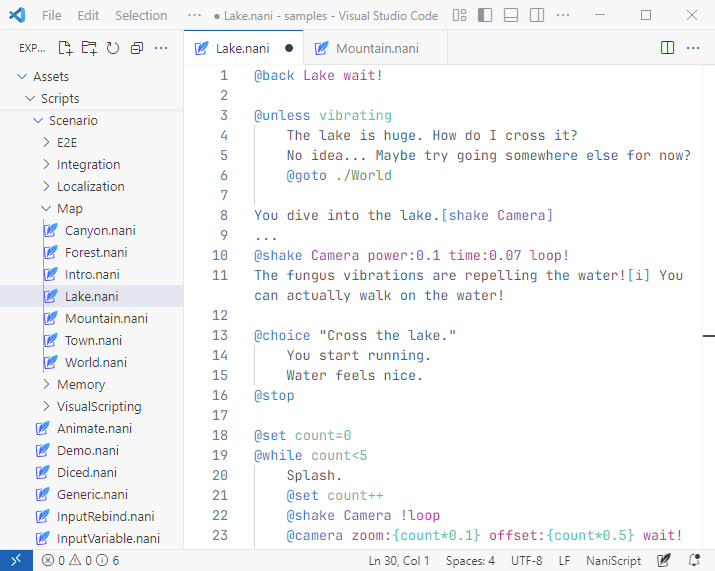 File Edit Selection ··· Lake.nani - samples - Visual Studio Code
EXP...
Assets
Scripts
Scenario
E2E
Integration
Localization
Map
Canyon.nani
Forest.nani
Intro.nani
Lake.nani
Mountain.nani
Town.nani
World.nani
Memory
VisualScripting
Animate.nani
Demo.nani
Diced.nani
Generic.nani
InputRebind.nani
InputVariable.nani
Lake.nani Mountain.nani
1 @back Lake wait!
2
3 @unless vibrating
4 The lake is huge. How do I cross it?
5 No idea... Maybe try going somewhere else for now?
6 @goto ./World
7
8 You dive into the lake.[shake Camera]
9 ...
10 @shake Camera power:0.1 time:0.07 loop!
11 The fungus vibrations are repelling the water![i] You
can actually walk on the water!
12
13 @choice "Cross the lake."
14 You start running.
15 Water feels nice.
16 @stop
17
18 @set count=0
19 @while count<5
20 Splash.
21 @set count++
22 @shake Camera !loop
23 @camera zoom:{count*0.1} offset:{count*0.5} wait!
0 0 6 Ln 30, Col 1 Spaces: 4 UTF-8 LF NaniScript